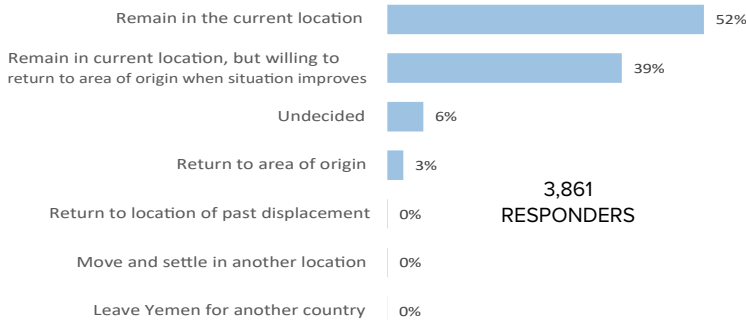 Remain in the current location 52%
Remain in current location, but willing to
return to area of origin when situation improves 39%
Undecided 6%
Return to area of origin 3%
3,861
RESPONDERS
Return to location of past displacement 0%
Move and settle in another location 0%
Leave Yemen for another country 0%